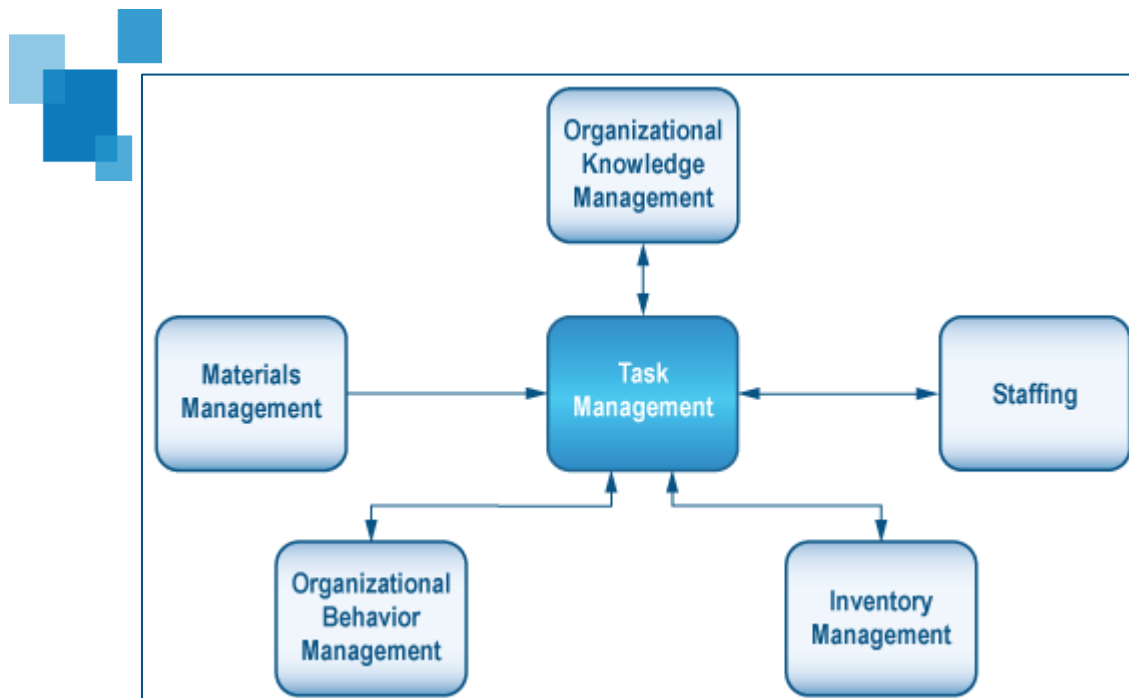 Organizational
Knowledge
Management
Materials
Management
Task
Management
Staffing
Organizational
Behavior
Management
Inventory
Management